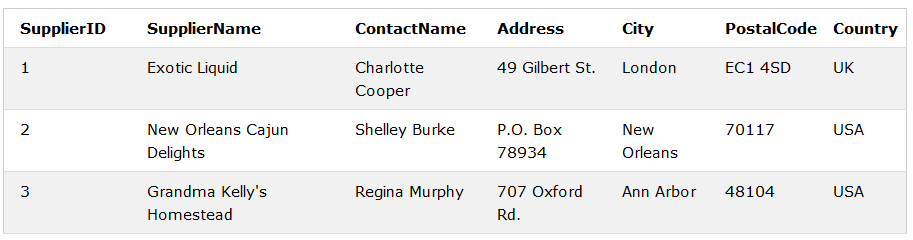 SupplierID SupplierName ContactName Address City PostalCode Country
1 Exotic Liquid Charlotte Cooper 49 Gilbert St. London EC1 4SD UK
2 New Orleans Cajun Delights Shelley Burke P.O. Box 78934 New Orleans 70117 USA
3 Grandma Kelly's Homestead Regina Murphy 707 Oxford Rd. Ann Arbor 48104 USA